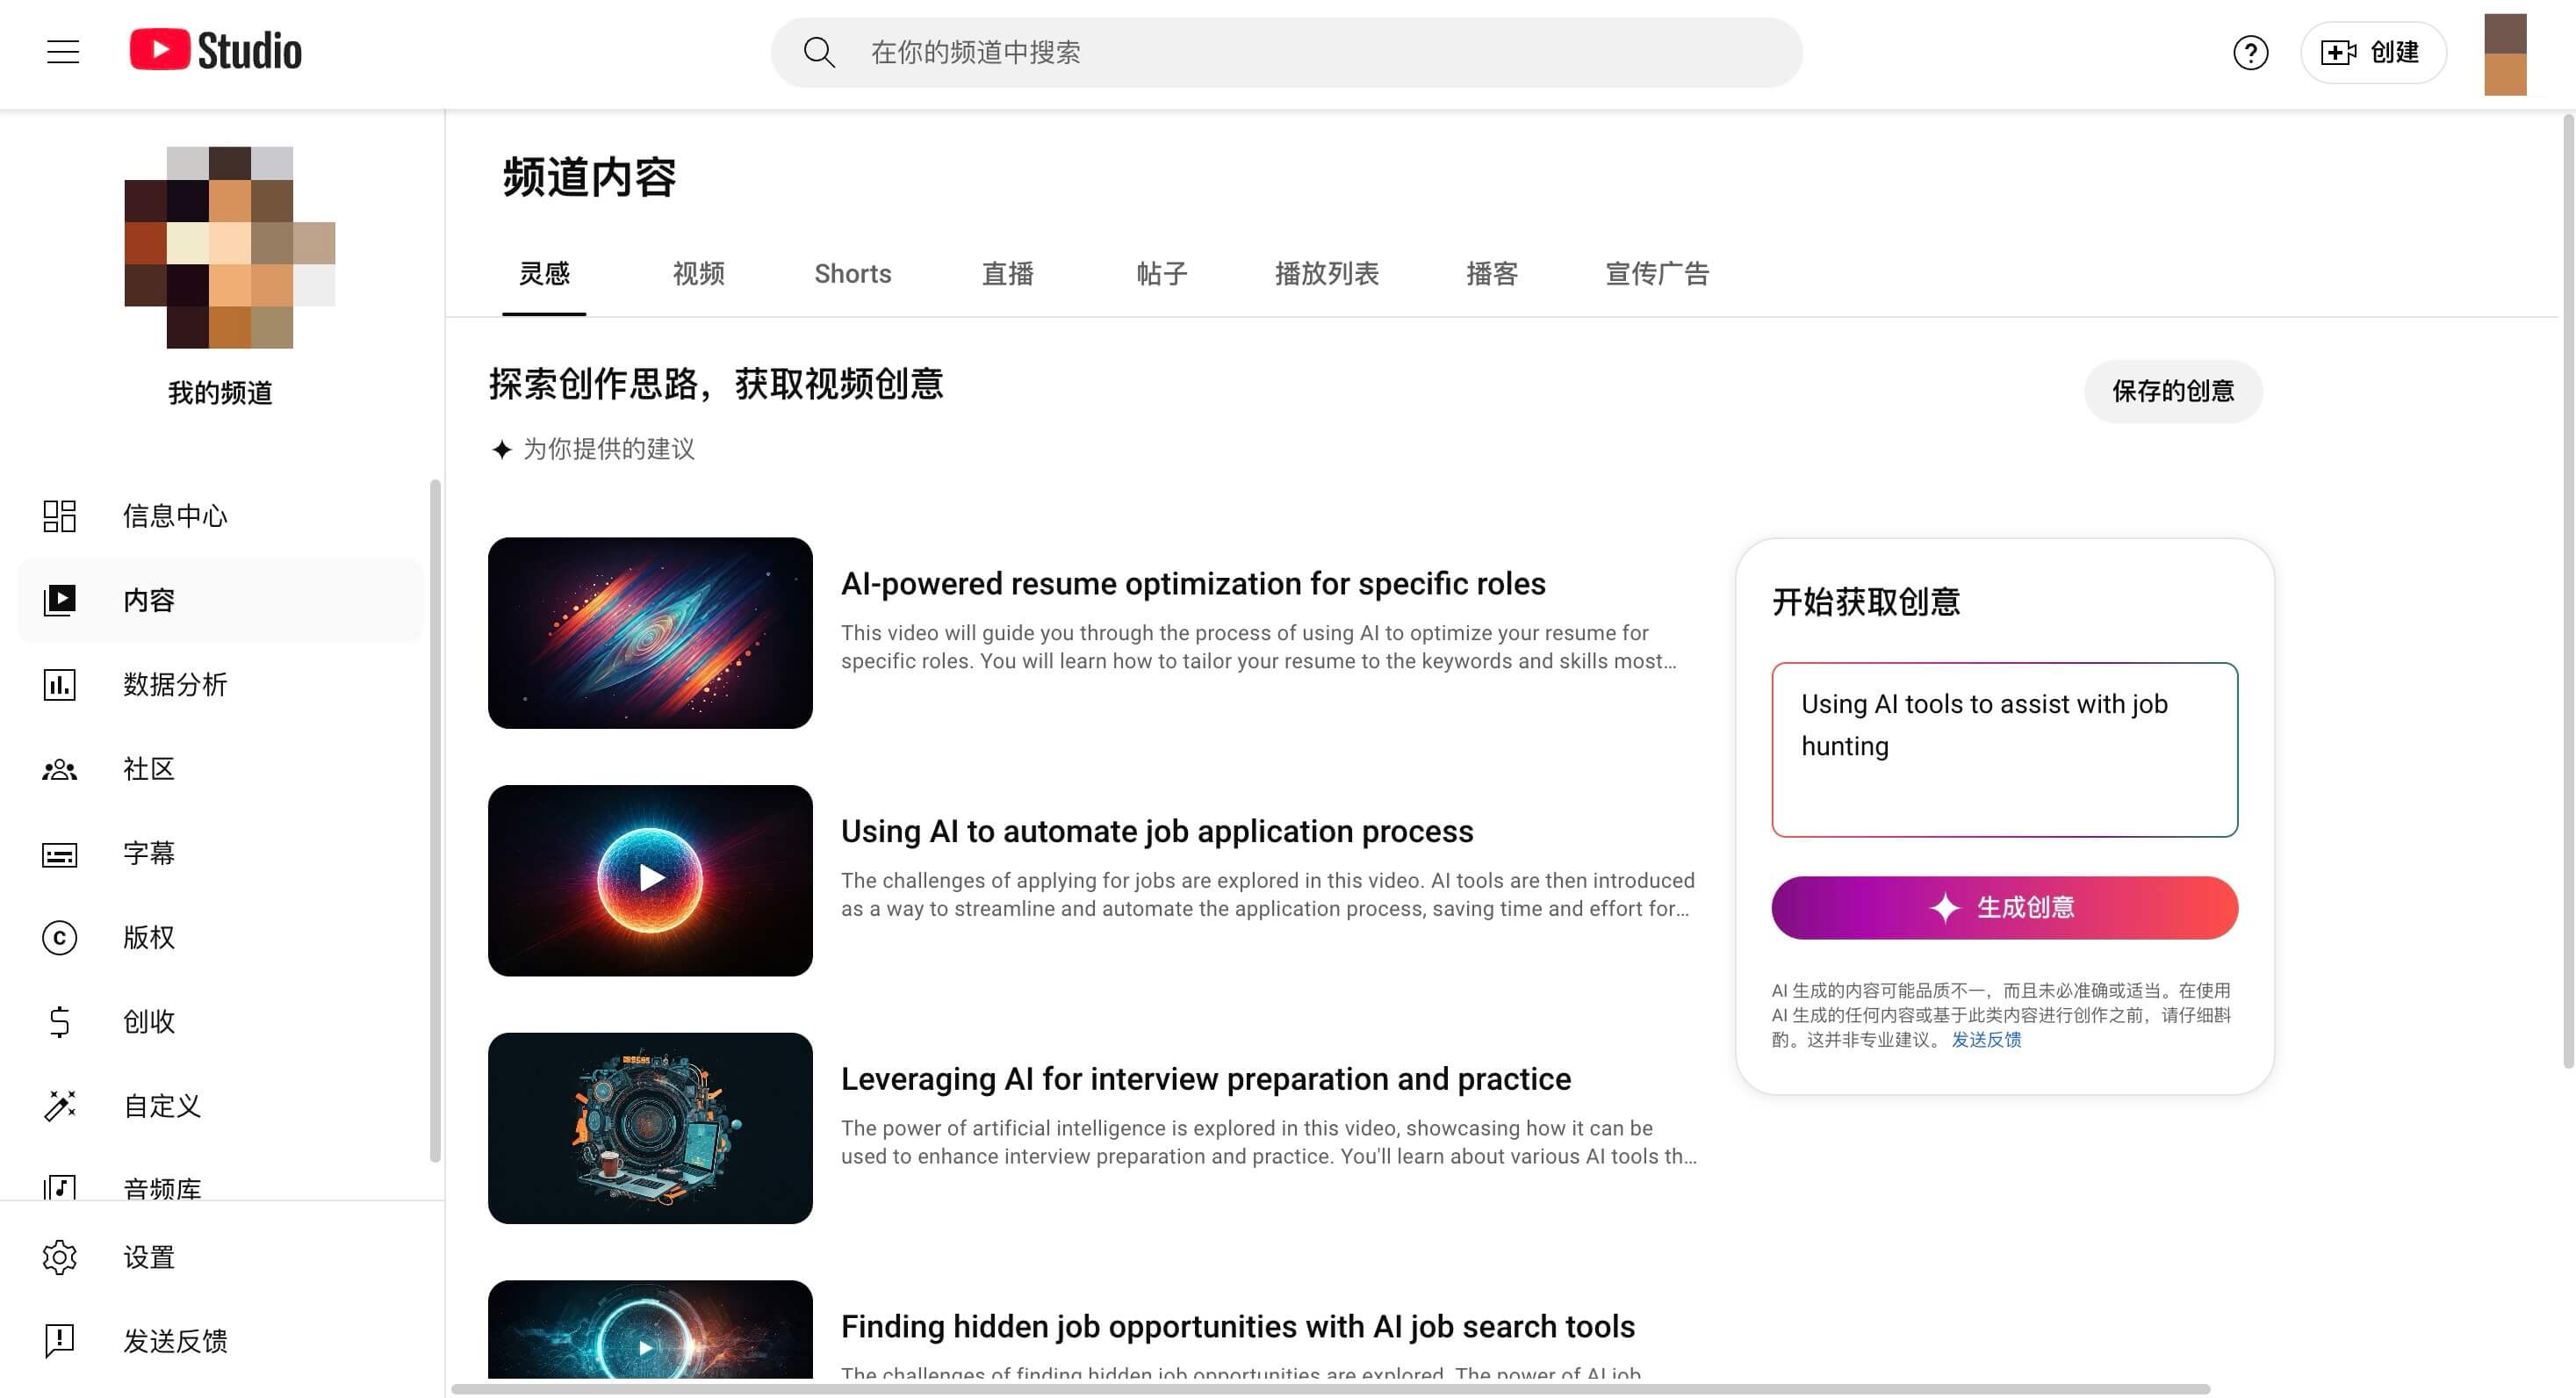 Studio
在你的频道中搜索
创建
我的频道
信息中心
内容
数据分析
社区
字幕
版权
创收
自定义
音频库
设置
发送反馈
频道内容
灵感
视频
Shorts
直播
帖子
播放列表
播客
宣传广告
探索创作思路，获取视频创意
保存的创意
为你提供的建议
AI-powered resume optimization for specific roles
This video will guide you through the process of using AI to optimize your resume for
specific roles. You will learn how to tailor your resume to the keywords and skills most…
Using AI to automate job application process
The challenges of applying for jobs are explored in this video. AI tools are then introduced
as a way to streamline and automate the application process, saving time and effort for…
Leveraging AI for interview preparation and practice
The power of artificial intelligence is explored in this video, showcasing how it can be
used to enhance interview preparation and practice. You'll learn about various AI tools th…
Finding hidden job opportunities with AI job search tools
The challenges of finding hidden job opportunities are explored. The power of AI job
开始获取创意
Using AI tools to assist with job
hunting
生成创意
AI 生成的内容可能品质不一，而且未必准确或适当。在使用
AI 生成的任何内容或基于此类内容进行创作之前，请仔细斟
酌。这并非专业建议。 发送反馈